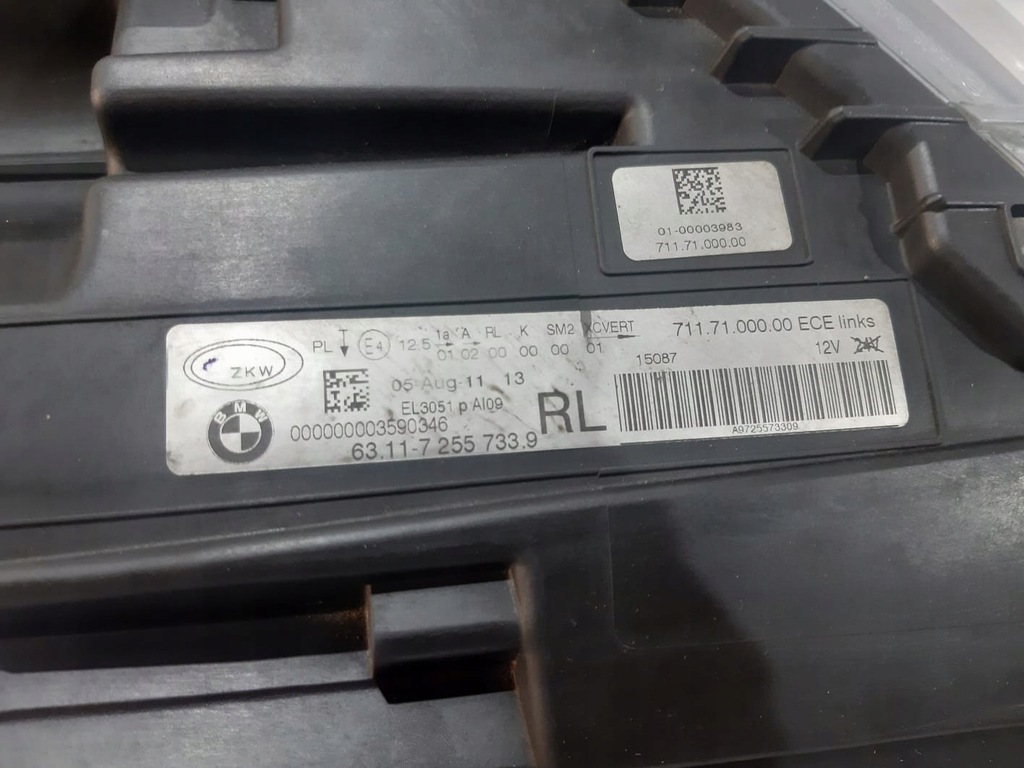 01-00003983
711.71.000.00
PL E4 12.5 1a A RL K SM2 XCVERT 711.71.000.00 ECE links
01 02 00 00 00 01
ZKW
15087
12V
05-Aug-11 13
EL3051 p AI09
RL
BMW
000000003590346
63.11-7 255 733.9
A9725573309